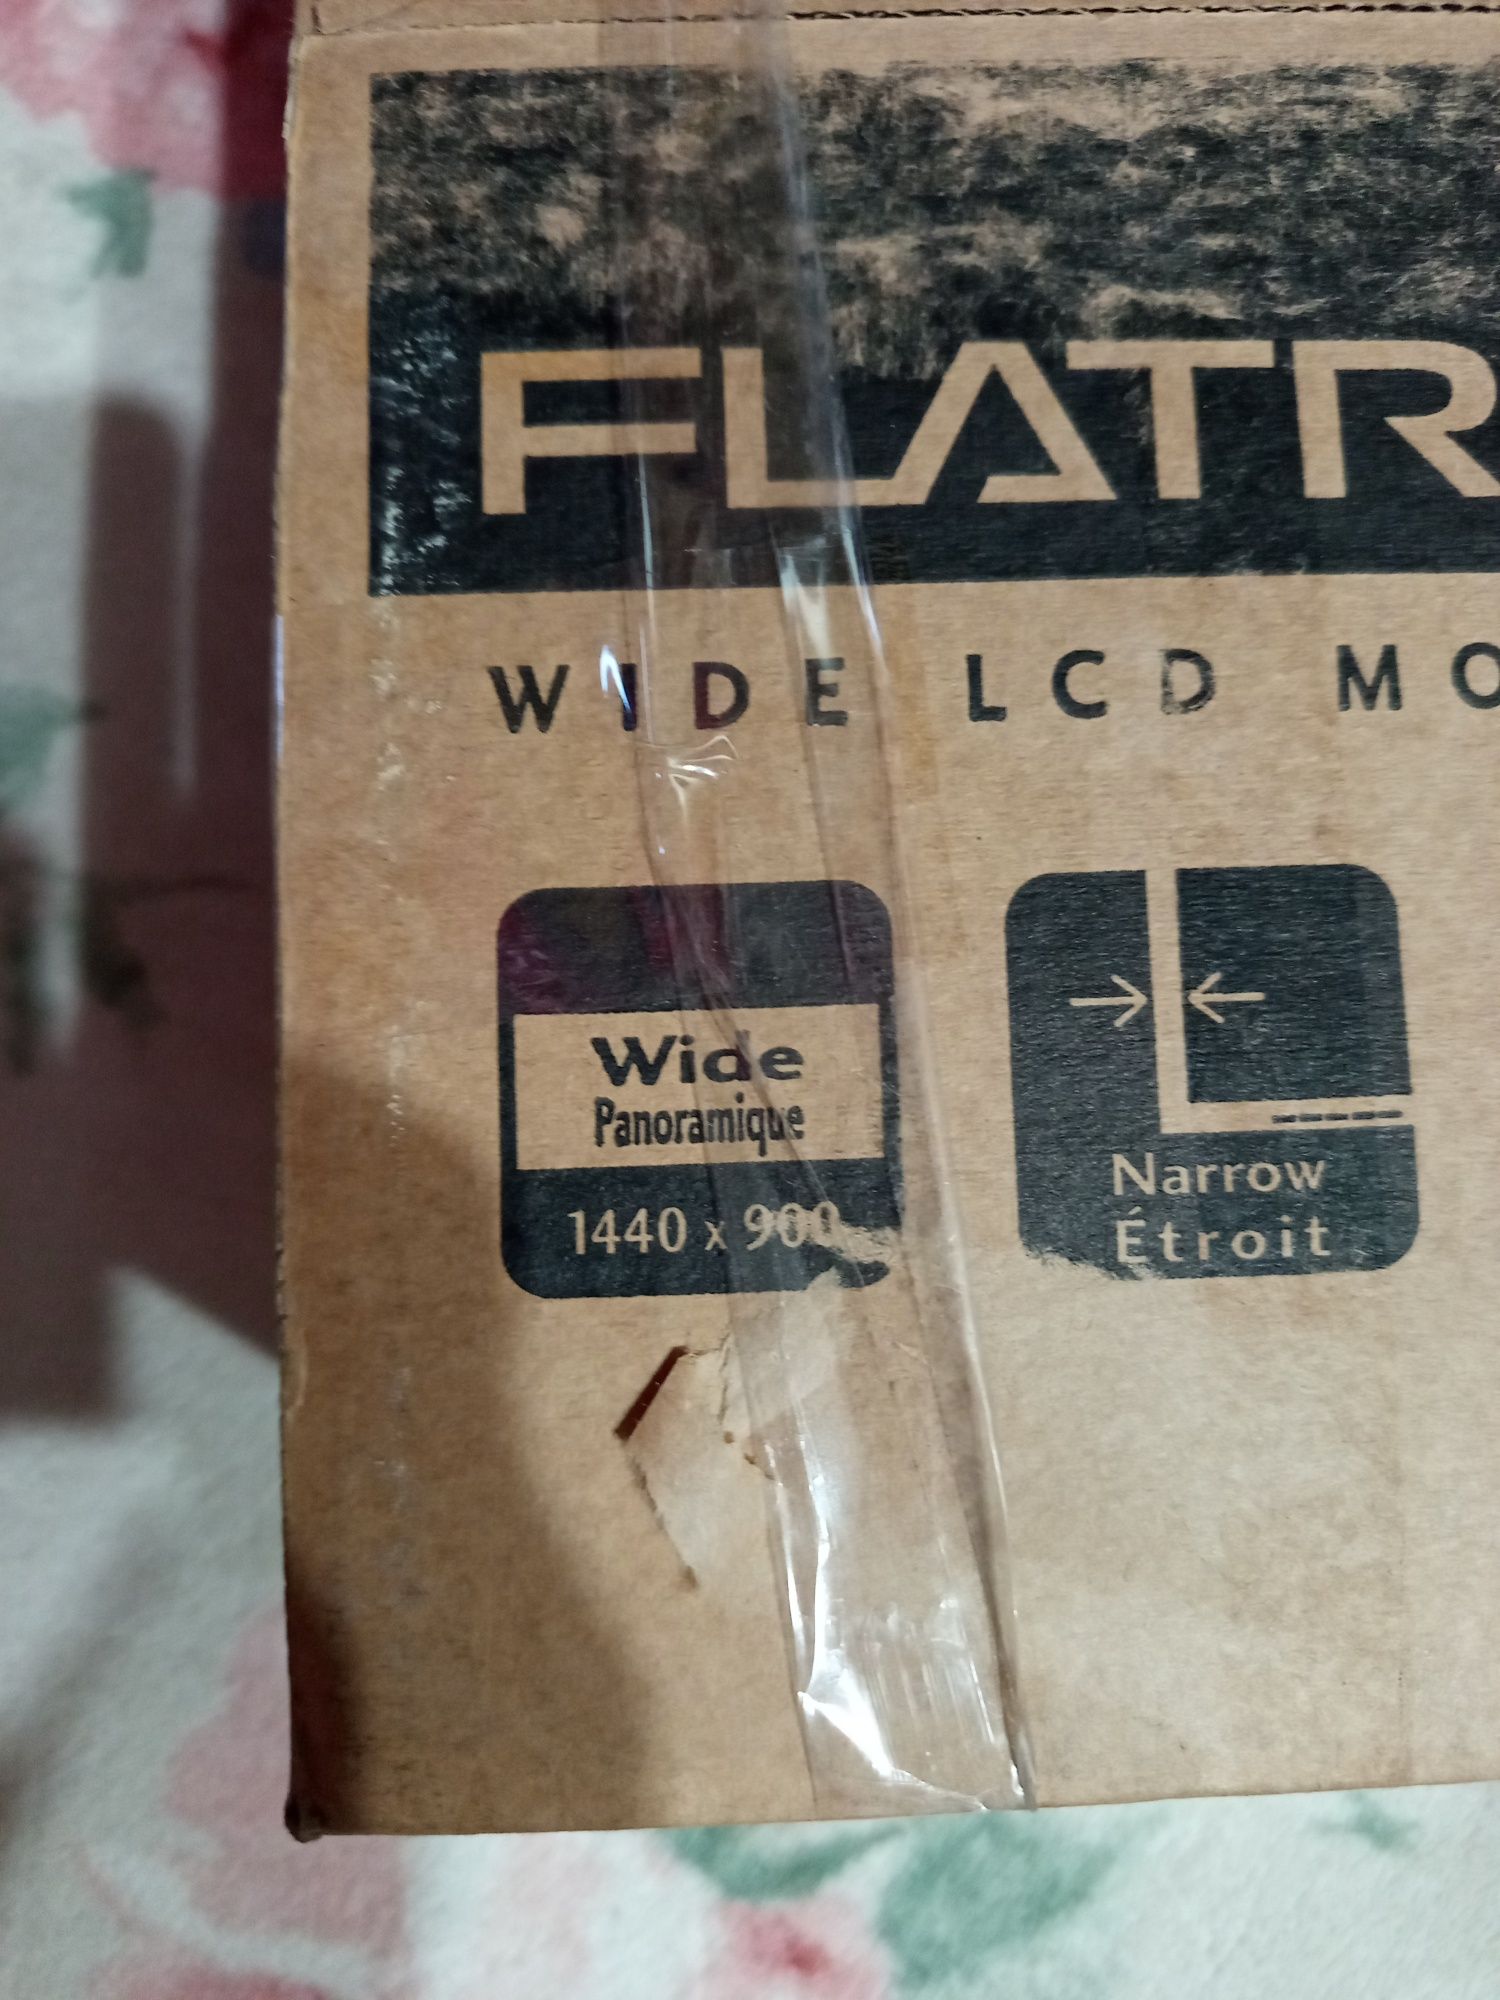 FLATR
WIDE LCD MO
Wide
Panoramique
1440 x 900
Narrow
Étroit